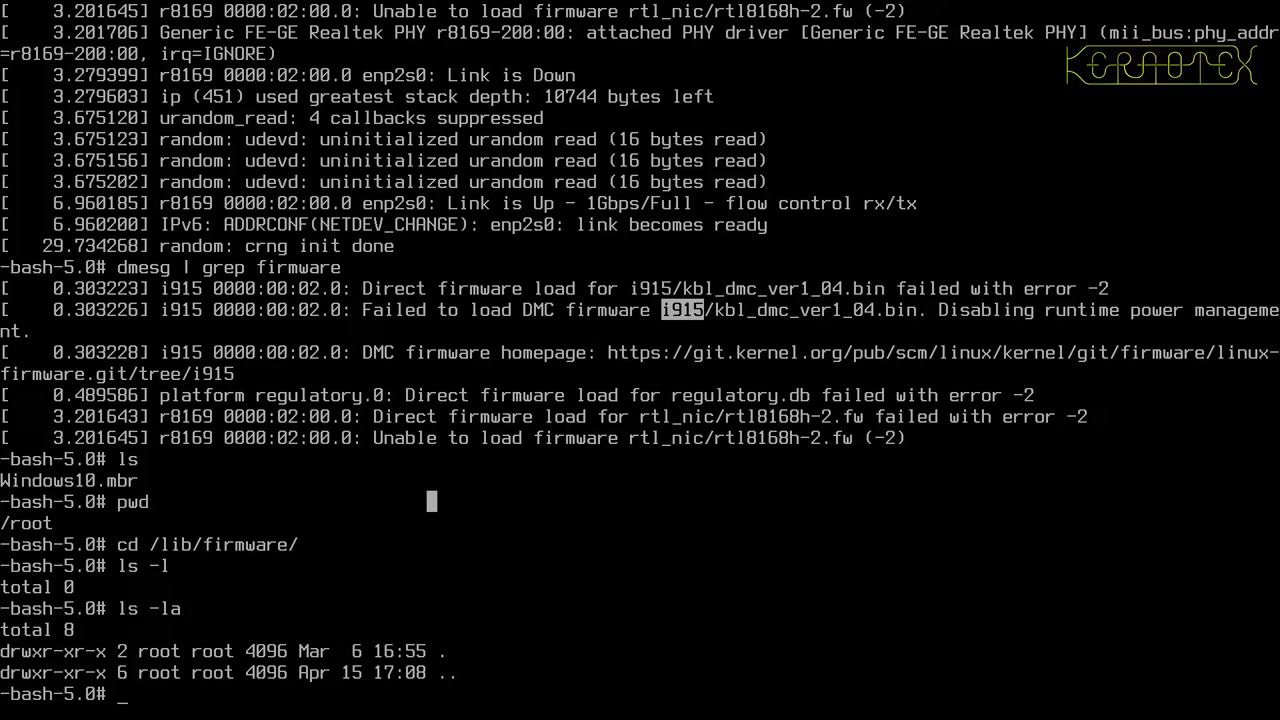 [    3.201645] r8169 0000:02:00.0: Unable to load firmware rtl_nic/rtl8168h-2.fw (-2)
[    3.201706] Generic FE-GE Realtek PHY r8169-200:00: attached PHY driver [Generic FE-GE Realtek PHY] (mii_bus:phy_addr
=r8169-200:00, irq=IGNORE)
KERNOTEX
[    3.279399] r8169 0000:02:00.0 enp2s0: Link is Down
[    3.279603] ip (451) used greatest stack depth: 10744 bytes left
[    3.675120] urandom_read: 4 callbacks suppressed
[    3.675123] random: udevd: uninitialized urandom read (16 bytes read)
[    3.675156] random: udevd: uninitialized urandom read (16 bytes read)
[    3.675202] random: udevd: uninitialized urandom read (16 bytes read)
[    6.960185] r8169 0000:02:00.0 enp2s0: Link is Up - 1Gbps/Full - flow control rx/tx
[    6.960200] IPv6: ADDRCONF(NETDEV_CHANGE): enp2s0: link becomes ready
[   29.734268] random: crng init done
-bash-5.0# dmesg | grep firmware
[    0.303223] i915 0000:00:02.0: Direct firmware load for i915/kbl_dmc_ver1_04.bin failed with error -2
[    0.303226] i915 0000:00:02.0: Failed to load DMC firmware i915/kbl_dmc_ver1_04.bin. Disabling runtime power manageme
nt.
[    0.303228] i915 0000:00:02.0: DMC firmware homepage: https://git.kernel.org/pub/scm/linux/kernel/git/firmware/linux-
firmware.git/tree/i915
[    0.489586] platform regulatory.0: Direct firmware load for regulatory.db failed with error -2
[    3.201643] r8169 0000:02:00.0: Direct firmware load for rtl_nic/rtl8168h-2.fw failed with error -2
[    3.201645] r8169 0000:02:00.0: Unable to load firmware rtl_nic/rtl8168h-2.fw (-2)
-bash-5.0# ls
Windows10.mbr
-bash-5.0# pwd
/root
-bash-5.0# cd /lib/firmware/
-bash-5.0# ls -l
total 0
-bash-5.0# ls -la
total 8
drwxr-xr-x 2 root root 4096 Mar  6 16:55 .
drwxr-xr-x 6 root root 4096 Apr 15 17:08 ..
-bash-5.0# _